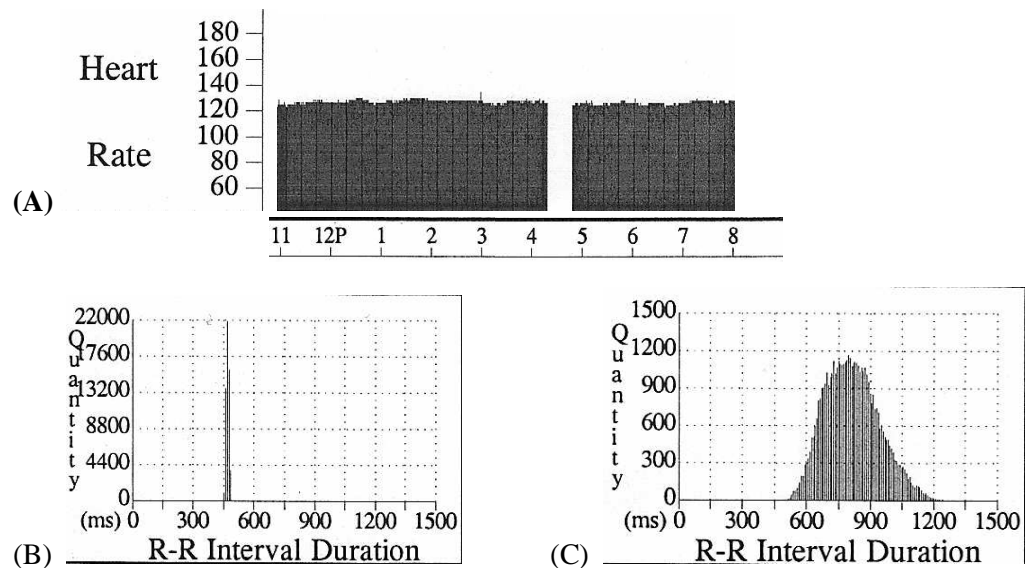 180
160
Heart
140
120
100
Rate
80
60
(A)
11 12P 1 2 3 4 5 6 7 8
22000
17600
13200
8800
4400
0
Quantity
(ms) 0 300 600 900 1200 1500
R-R Interval Duration
(B)
1500
1200
900
600
300
0
Quantity
(ms) 0 300 600 900 1200 1500
R-R Interval Duration
(C)